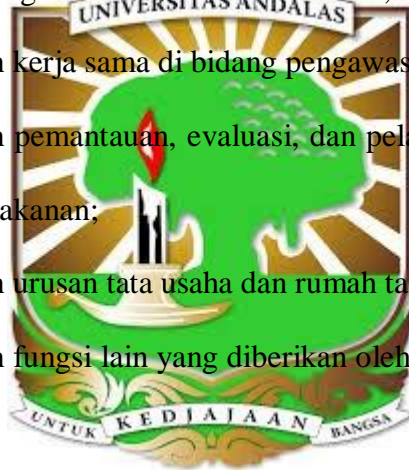 UNIVERSITAS ANDALAS
n kerja sama di bidang pengawas
n pemantauan, evaluasi, dan pela
akanan;
n urusan tata usaha dan rumah ta
n fungsi lain yang diberikan oleh
UNTUK KEDJAJAAN BANGSA